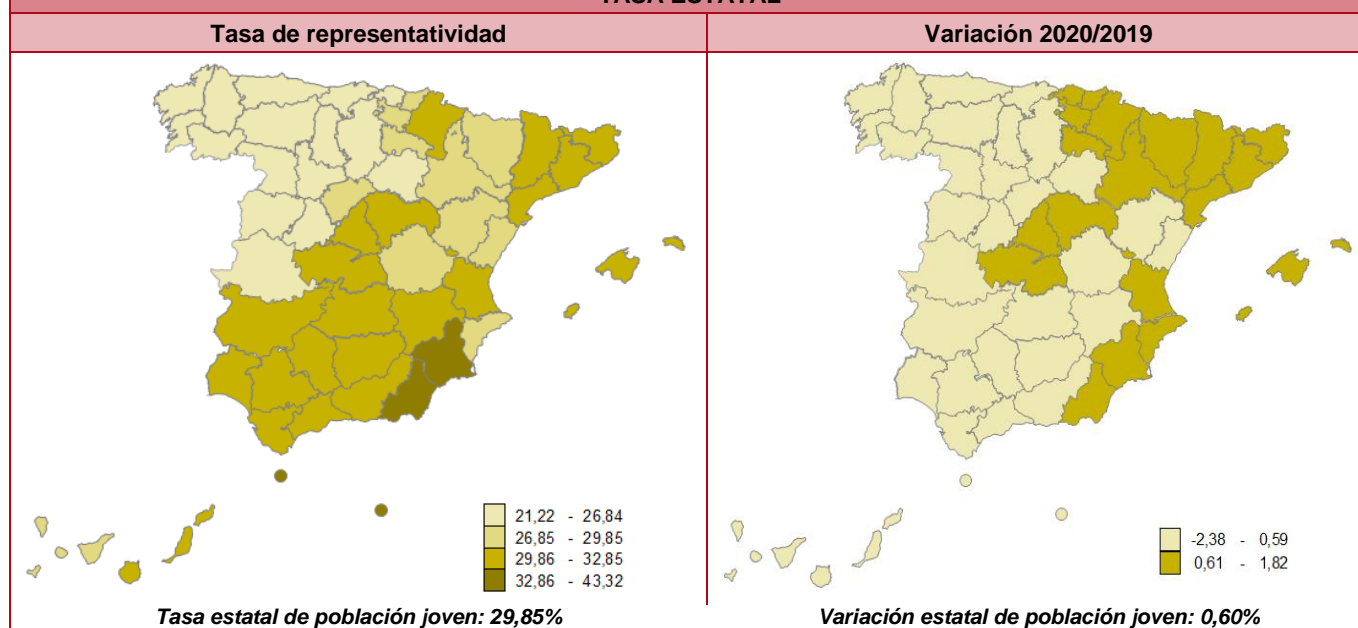 TASA ESTATAL
Tasa de representatividad
Variación 2020/2019
21,22 - 26,84
26,85 - 29,85
29,86 - 32,85
32,86 - 43,32
-2,38 - 0,59
0,61 - 1,82
Tasa estatal de población joven: 29,85%
Variación estatal de población joven: 0,60%